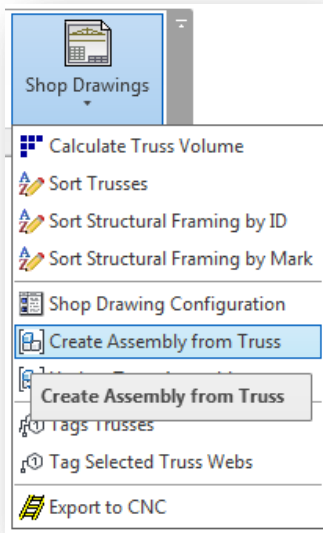 Shop Drawings
Calculate Truss Volume
Sort Trusses
Sort Structural Framing by ID
Sort Structural Framing by Mark
Shop Drawing Configuration
Create Assembly from Truss
Create Assembly from Truss
Tags Trusses
Tag Selected Truss Webs
Export to CNC